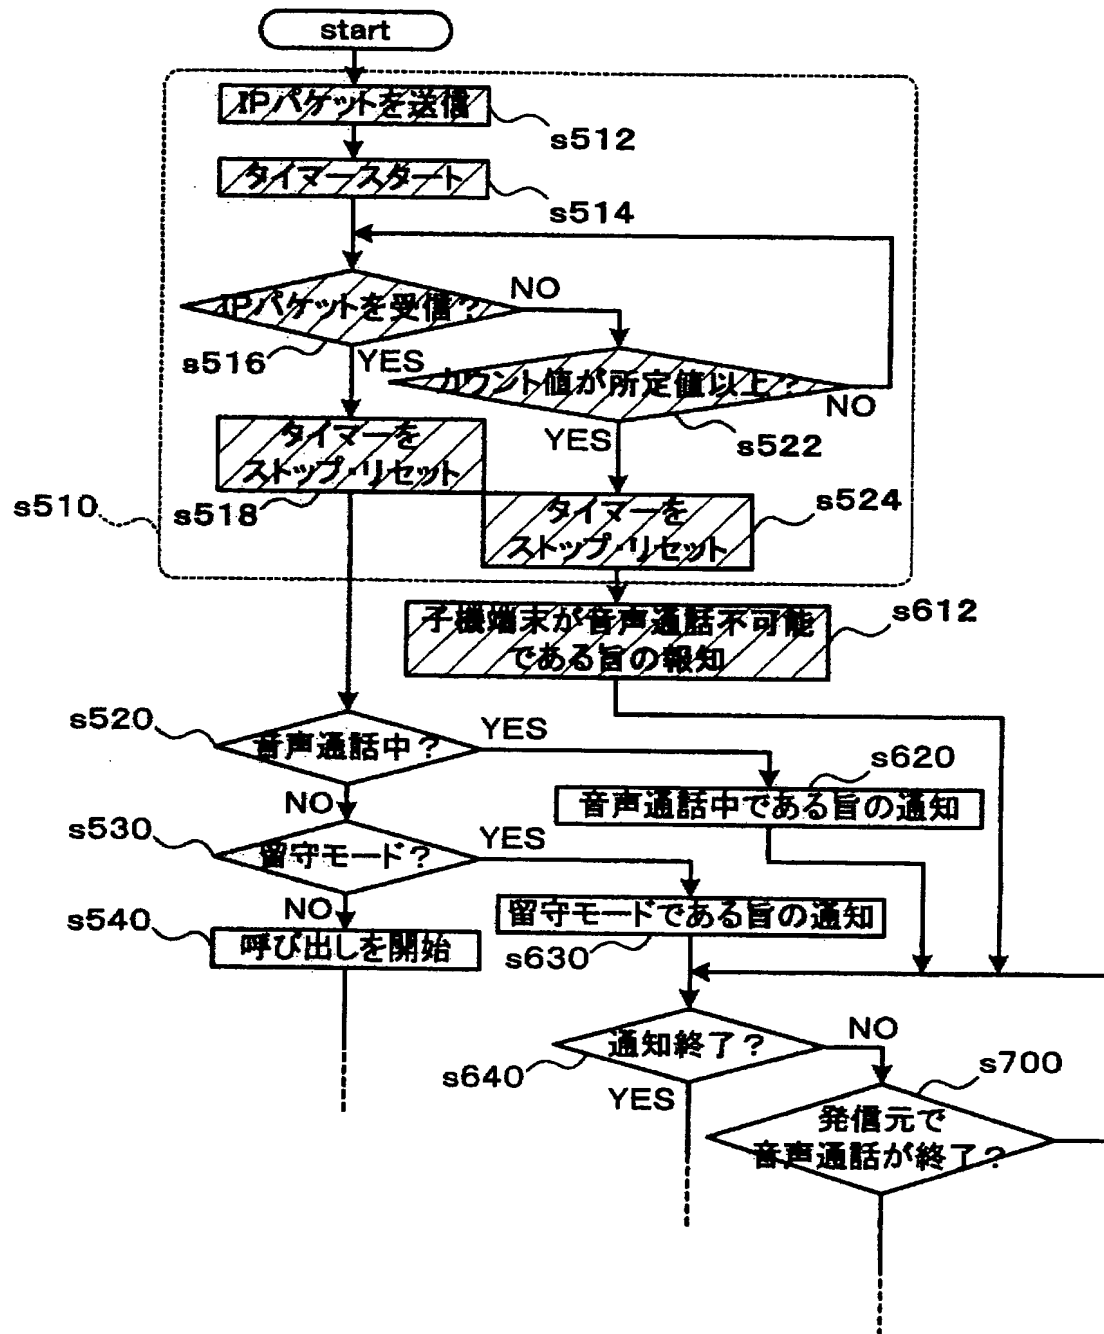 start
IPパケットを送信
s512
タイマースタート
s514
IPパケットを受信?
NO
s516
YES
カウント値が所定値以上?
NO
s522
YES
タイマーを
ストップ・リセット
s518
s510
タイマーを
ストップ・リセット
s524
子機端末が音声通話不可能
である旨の報知
s612
s520
音声通話中?
YES
NO
s620
音声通話中である旨の通知
s530
留守モード?
YES
NO
留守モードである旨の通知
s630
s540
呼び出しを開始
通知終了?
NO
s640
YES
s700
発信元で
音声通話が終了?